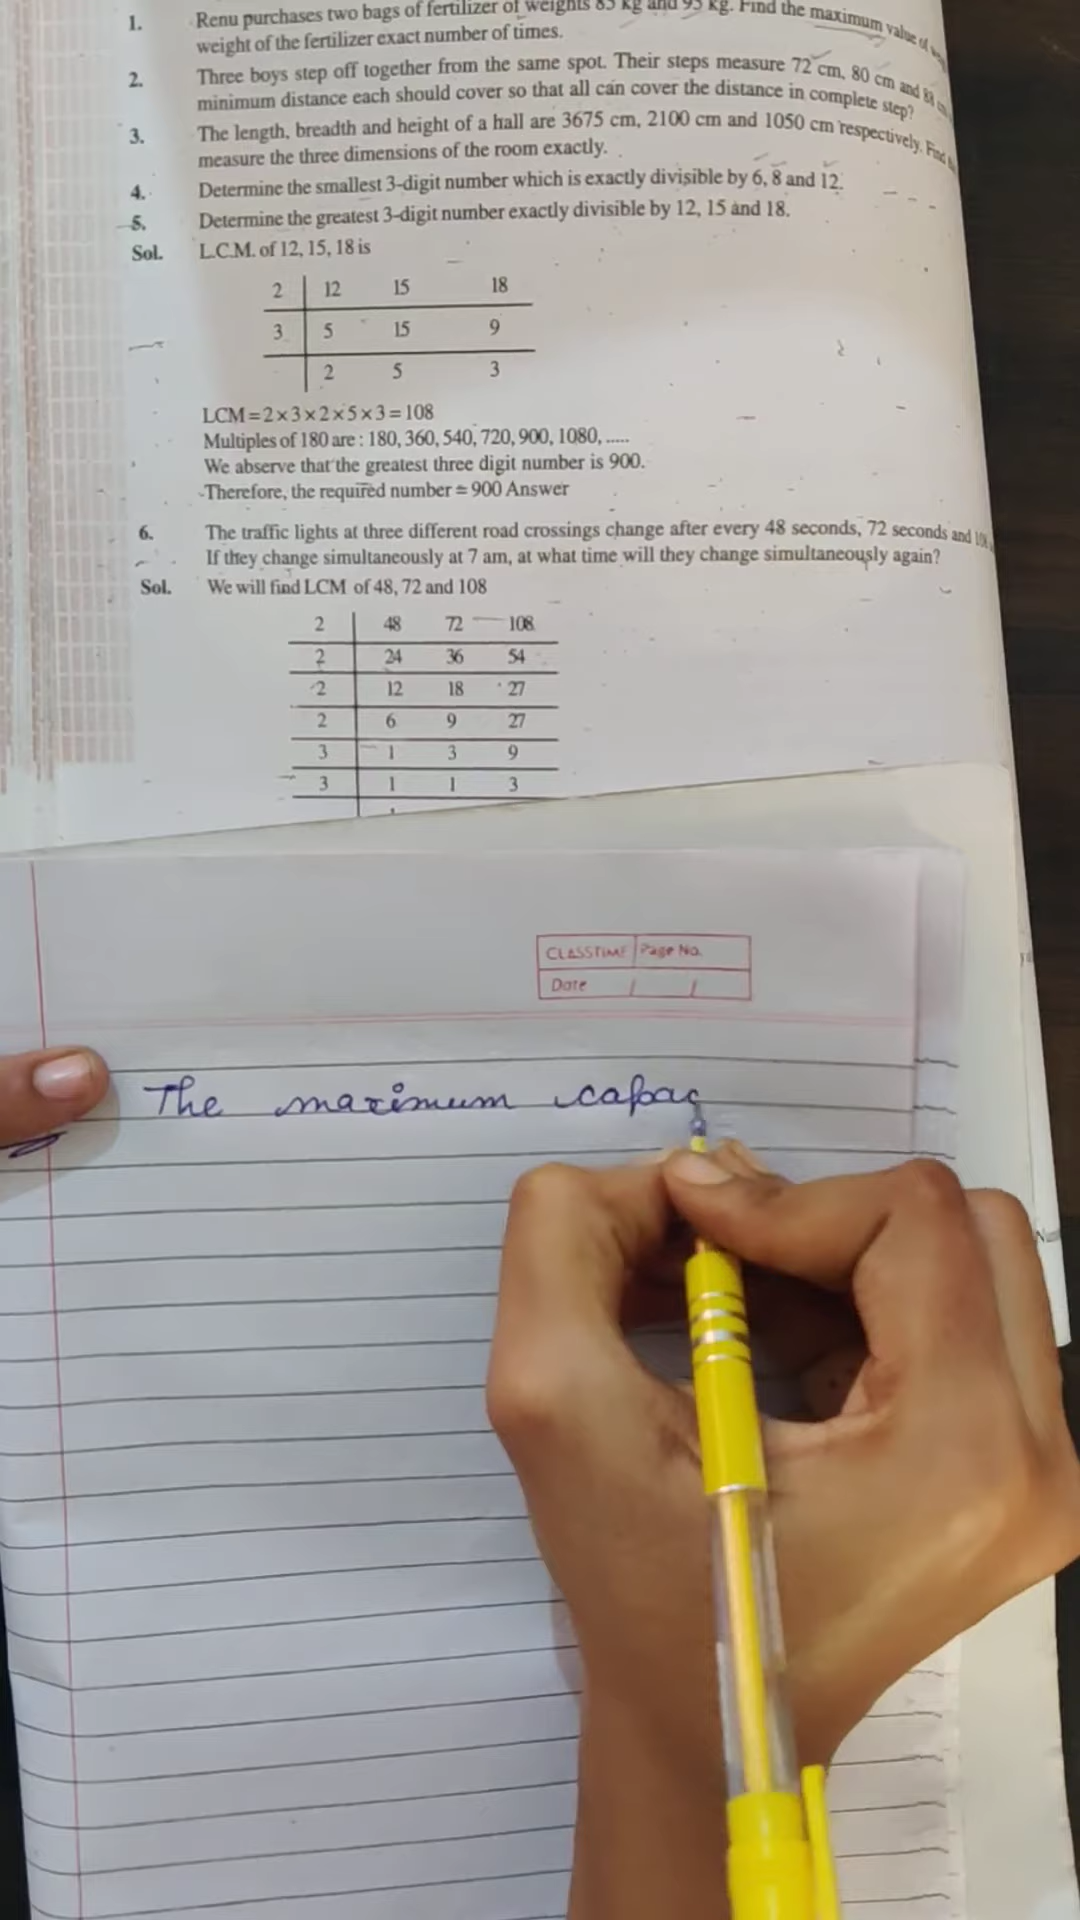 1. Renu purchases two bags of fertilizer of weights 85 kg and 95 kg. Find the maximum value of
weight of the fertilizer exact number of times.
2. Three boys step off together from the same spot. Their steps measure 72 cm, 80 cm and 88 cm
minimum distance each should cover so that all can cover the distance in complete step?
3. The length, breadth and height of a hall are 3675 cm, 2100 cm and 1050 cm respectively. Find
measure the three dimensions of the room exactly.
4. Determine the smallest 3-digit number which is exactly divisible by 6, 8 and 12.
5. Determine the greatest 3-digit number exactly divisible by 12, 15 and 18.
Sol. L.C.M. of 12, 15, 18 is
2 12 15 18
3 5 15 9
2 5 3
LCM = 2 × 3 × 2 × 5 × 3 = 108
Multiples of 180 are : 180, 360, 540, 720, 900, 1080, .....
We abserve that the greatest three digit number is 900.
Therefore, the required number = 900 Answer
6. The traffic lights at three different road crossings change after every 48 seconds, 72 seconds and 108
If they change simultaneously at 7 am, at what time will they change simultaneously again?
Sol. We will find LCM of 48, 72 and 108
2 48 72 108
2 24 36 54
2 12 18 27
2 6 9 27
3 1 3 9
3 1 1 3
CLASSTIME Page No.
Date / /
The maximum capac